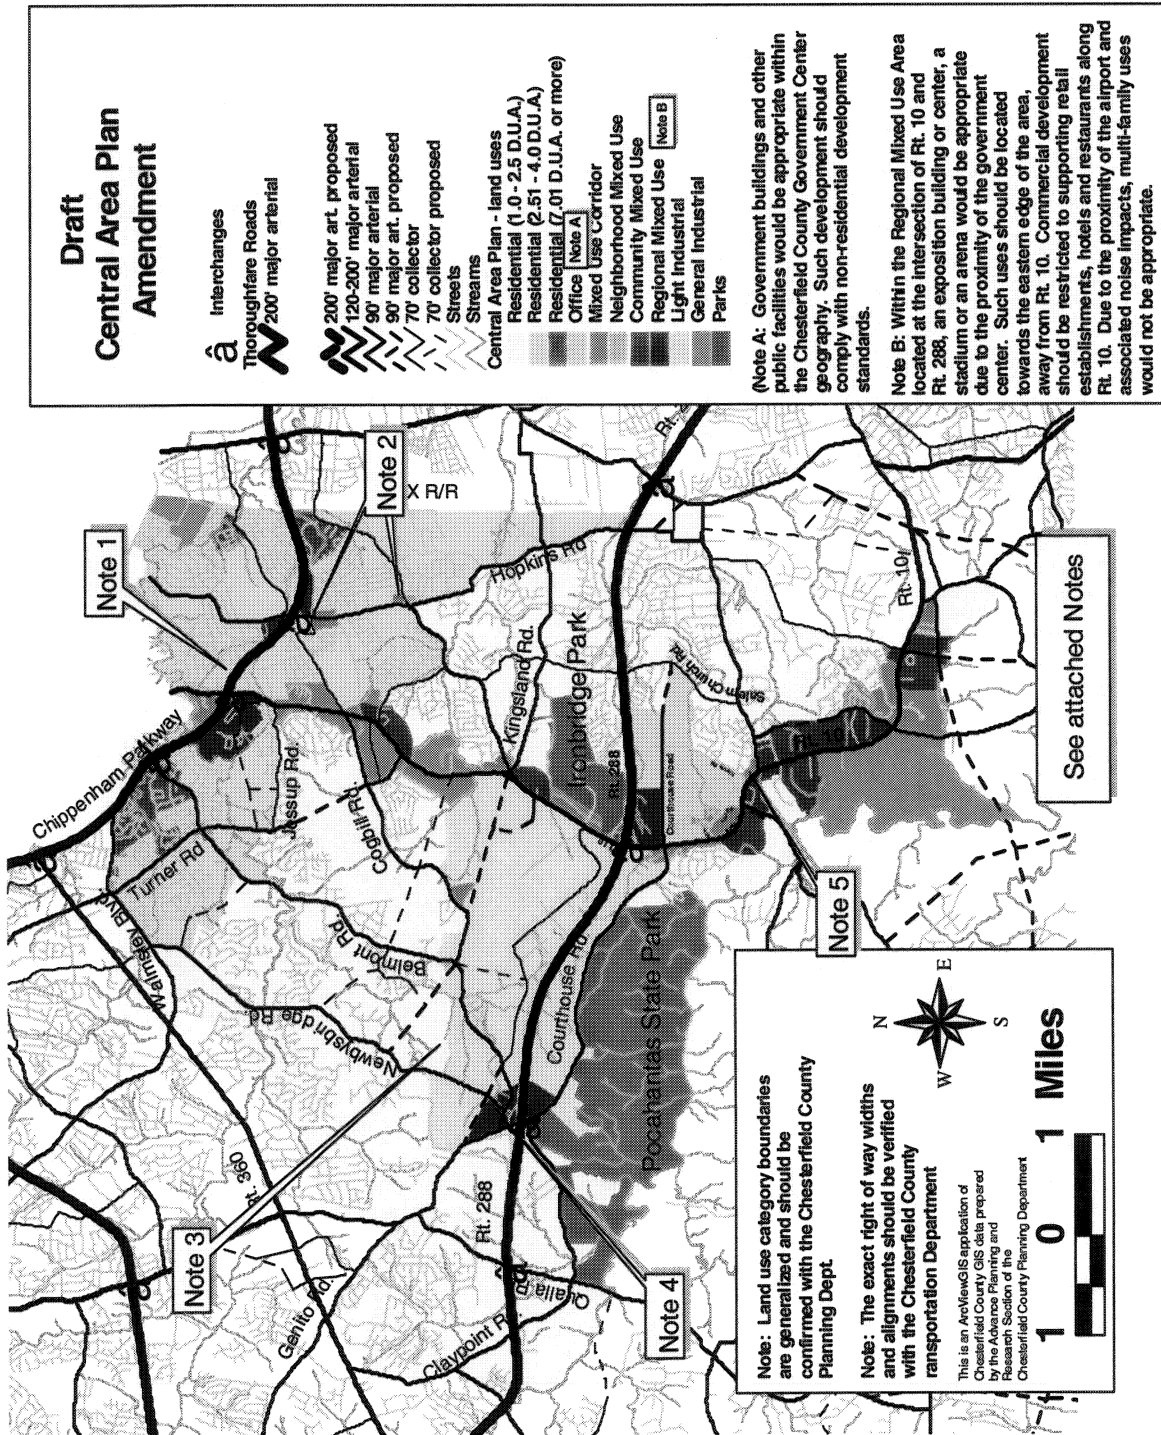 Draft
Central Area Plan
Amendment
â Interchanges
Thoroughfare Roads
200' major arterial
200' major art. proposed
120-200' major arterial
90' major arterial
90' major art. proposed
70' collector
70' collector proposed
Streets
Streams
Central Area Plan - land uses
Residential (1.0 - 2.5 D.U.A.)
Residential (2.51 - 4.0 D.U.A.)
Residential (7.01 D.U.A. or more)
Office Note A
Mixed Use Corridor
Neighborhood Mixed Use
Community Mixed Use
Regional Mixed Use Note B
Light Industrial
General Industrial
Parks
(Note A: Government buildings and other
public facilities would be appropriate within
the Chesterfield County Government Center
geography. Such development should
comply with non-residential development
standards.
Note B: Within the Regional Mixed Use Area
located at the intersection of Rt. 10 and
Rt. 288, an exposition building or center, a
stadium or an arena would be appropriate
due to the proximity of the government
center. Such uses should be located
towards the eastern edge of the area,
away from Rt. 10. Commercial development
should be restricted to supporting retail
establishments, hotels and restaurants along
Rt. 10. Due to the proximity of the airport and
associated noise impacts, multi-family uses
would not be appropriate.
Note 1
Note 2
X R/R
Chippenham Parkway
Hopkins Rd
Jessup Rd.
Turner Rd
Walmsley Blvd
Cogbill Rd.
Kingsland Rd.
Ironbridge Park
Belmont Rd.
Newbysbridge Rd.
Rt. 288
Courthouse Road
Salem Church Rd.
Rt. 10
Rt. 10
Courthouse Rd
Pocahantas State Park
Rt. 360
Note 3
Rt. 288
Genito Rd.
Qualla Rd
Claypoint R.
Note 4
Note 5
See attached Notes
Note: Land use category boundaries
are generalized and should be
confirmed with the Chesterfield County
Planning Dept.
Note: The exact right of way widths
and alignments should be verified
with the Chesterfield County
ransportation Department
This is an ArcViewGIS application of
Chesterfield County GIS data prepared
by the Advance Planning and
Research Section of the
Chesterfield County Planning Department
N
W E
S
1 0 1 Miles